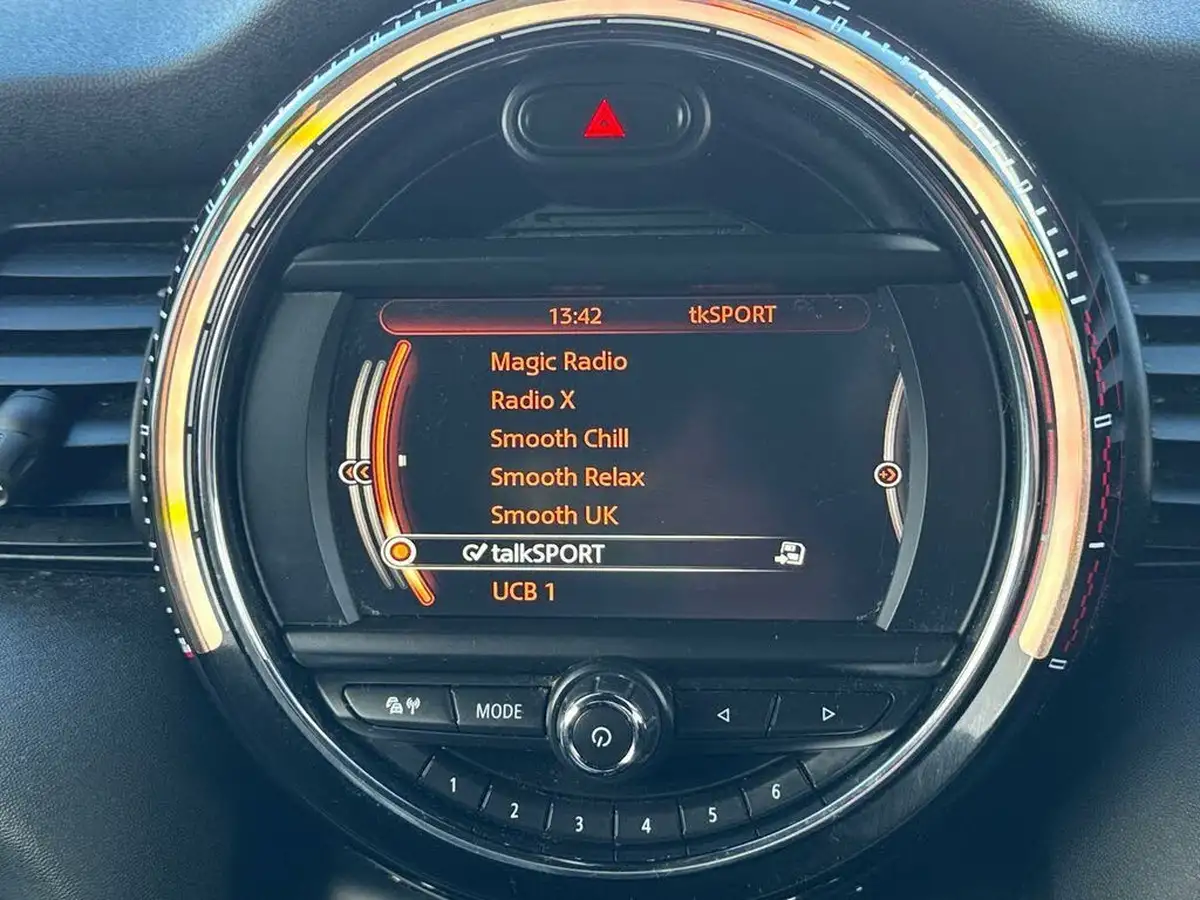 13:42 tkSPORT
Magic Radio
Radio X
Smooth Chill
Smooth Relax
Smooth UK
talkSPORT
UCB 1
MODE
1 2 3 4 5 6